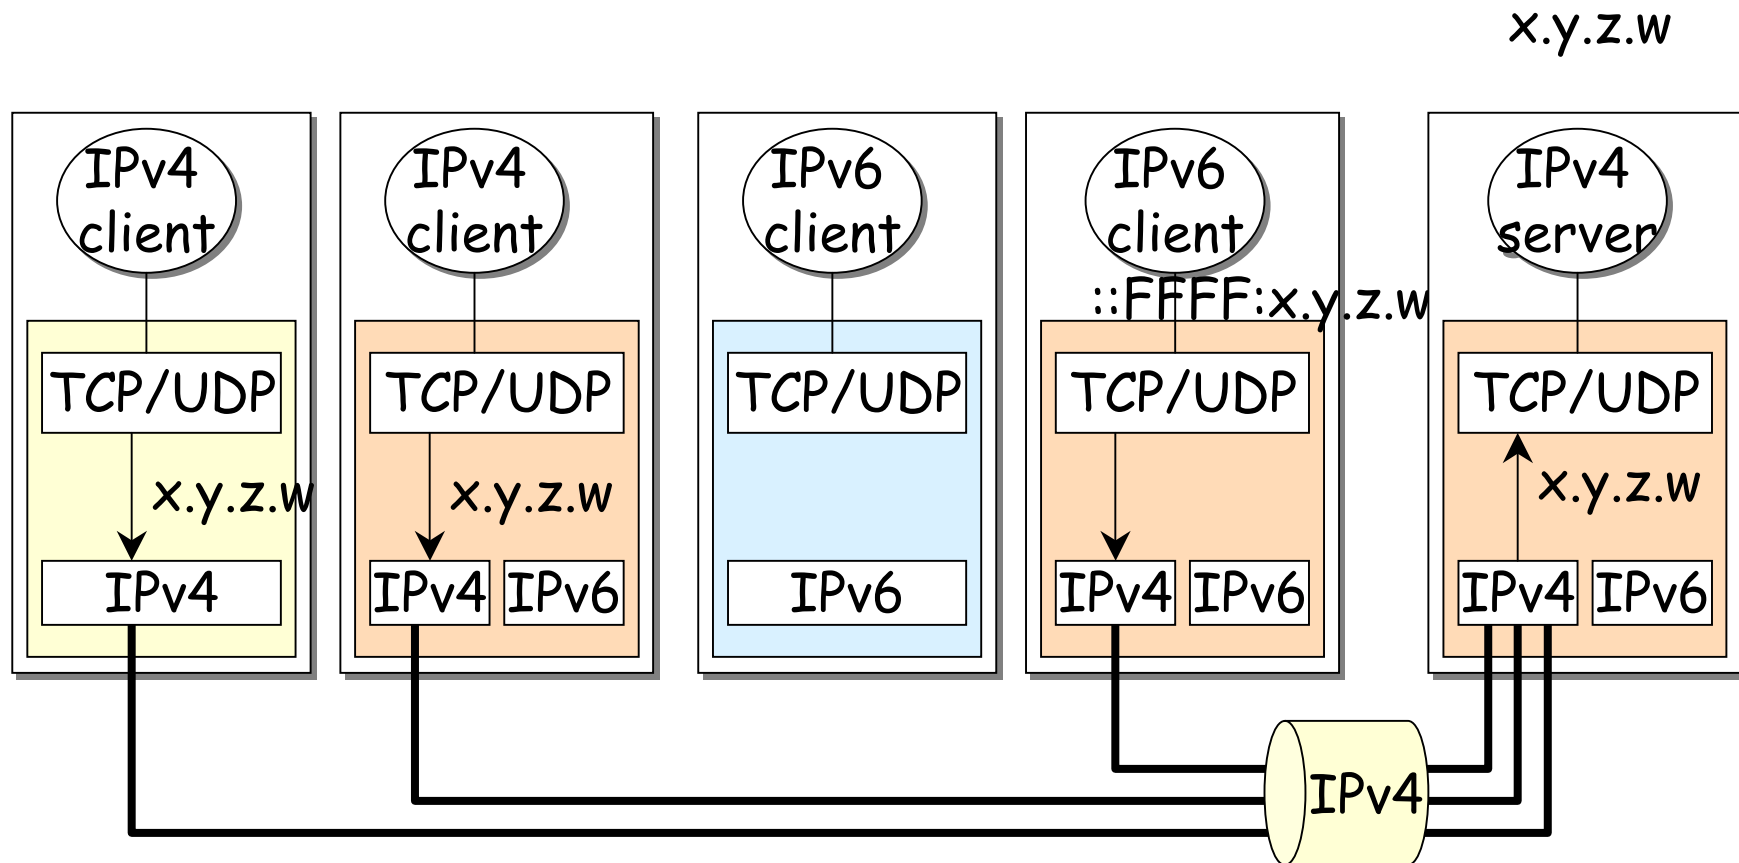 x.y.z.w
IPv4
client
IPv4
client
IPv6
client
IPv6
client
IPv4
server
::FFFF:x.y.z.w
TCP/UDP
TCP/UDP
TCP/UDP
TCP/UDP
TCP/UDP
x.y.z.w
x.y.z.w
x.y.z.w
IPv4
IPv4
IPv6
IPv6
IPv4
IPv6
IPv4
IPv6
IPv4